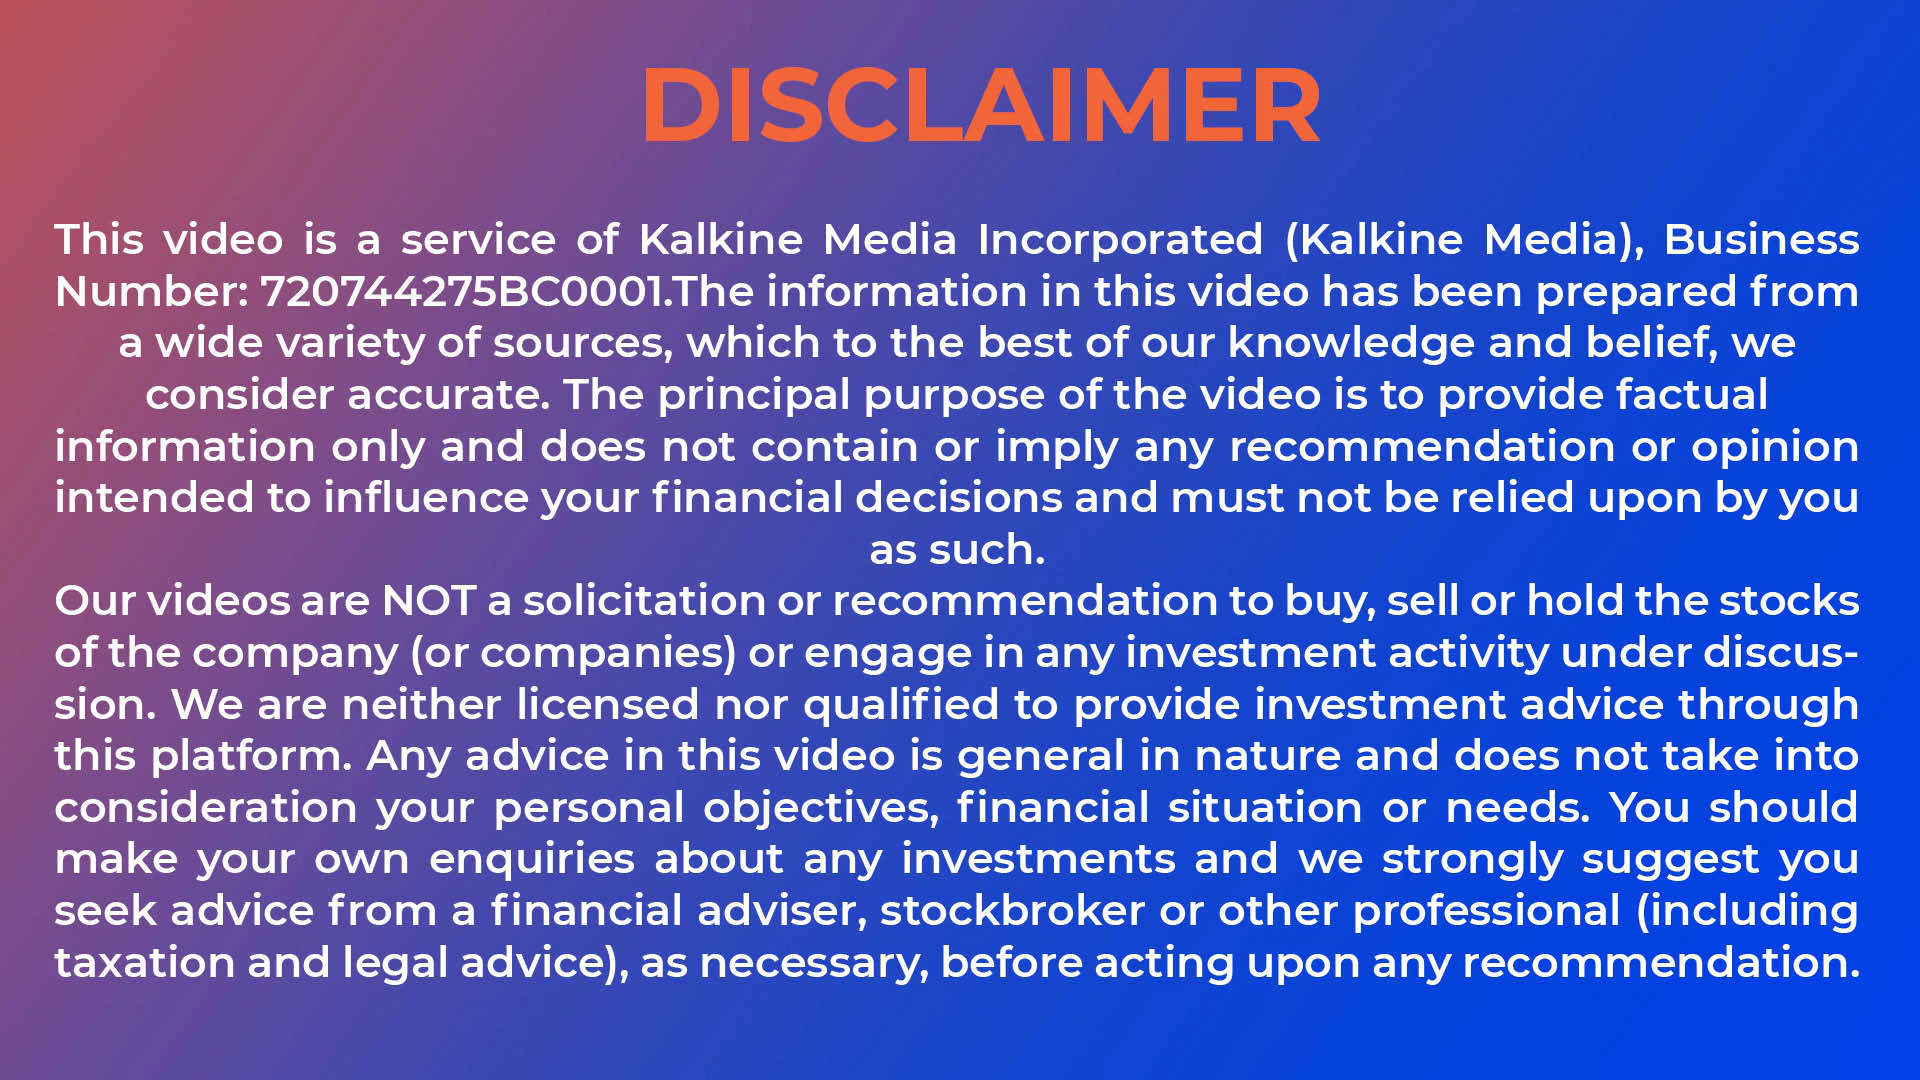 DISCLAIMER
This video is a service of Kalkine Media Incorporated (Kalkine Media), Business
Number: 720744275BC0001.The information in this video has been prepared from
a wide variety of sources, which to the best of our knowledge and belief, we
consider accurate. The principal purpose of the video is to provide factual
information only and does not contain or imply any recommendation or opinion
intended to influence your financial decisions and must not be relied upon by you
as such.
Our videos are NOT a solicitation or recommendation to buy, sell or hold the stocks
of the company (or companies) or engage in any investment activity under discus-
sion. We are neither licensed nor qualified to provide investment advice through
this platform. Any advice in this video is general in nature and does not take into
consideration your personal objectives, financial situation or needs. You should
make your own enquiries about any investments and we strongly suggest you
seek advice from a financial adviser, stockbroker or other professional (including
taxation and legal advice), as necessary, before acting upon any recommendation.